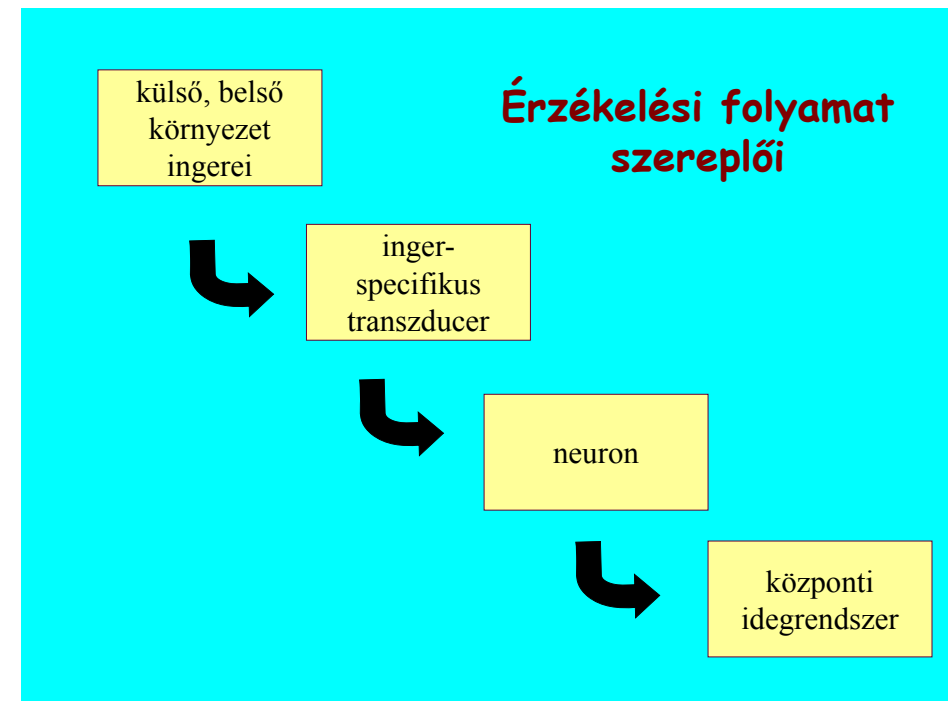 Érzékelési folyamat
szereplői
külső, belső
környezet
ingerei
inger-
specifikus
transzducer
neuron
központi
idegrendszer